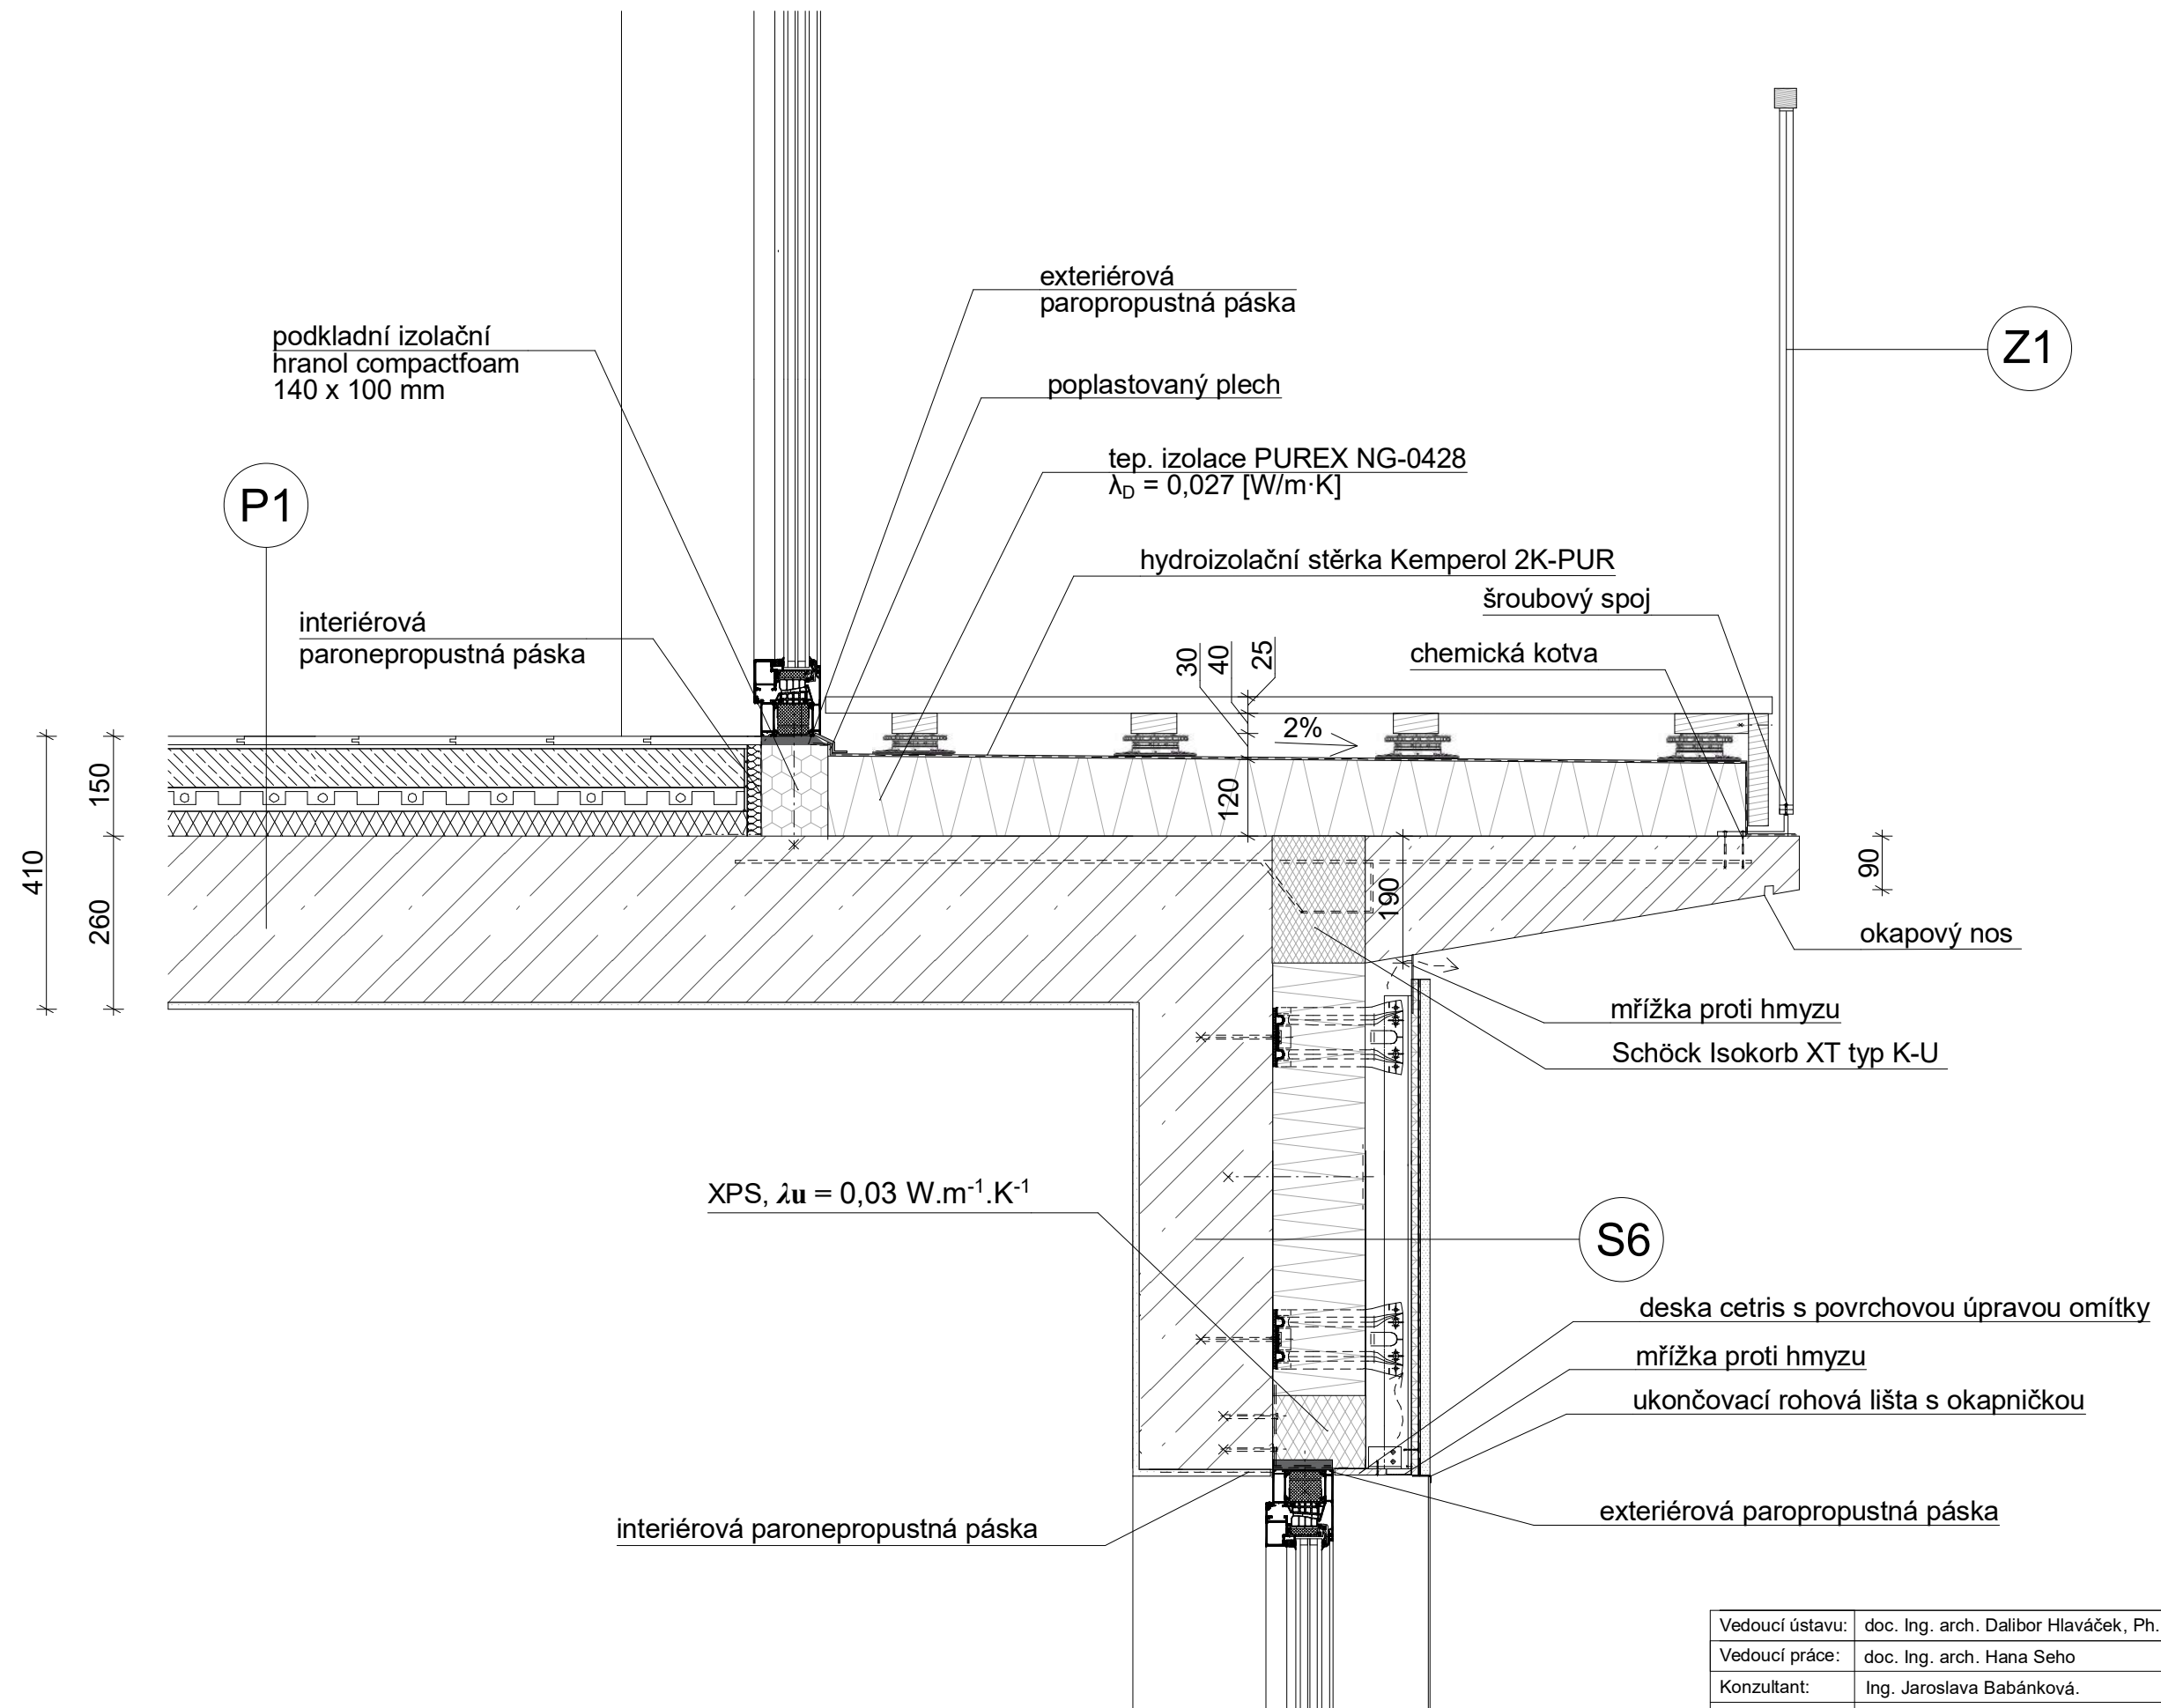 exteriérová
paropropustná páska
podkladní izolační
hranol compactfoam
140 x 100 mm
Z1
poplastovaný plech
tep. izolace PUREX NG-0428
λD = 0,027 [W/m·K]
P1
hydroizolační stěrka Kemperol 2K-PUR
šroubový spoj
interiérová
paronepropustná páska
chemická kotva
30
40
25
2%
150
120
410
260
190
90
okapový nos
mřížka proti hmyzu
Schöck Isokorb XT typ K-U
XPS, λu = 0,03 W.m-1.K-1
S6
deska cetris s povrchovou úpravou omítky
mřížka proti hmyzu
ukončovací rohová lišta s okapničkou
exteriérová paropropustná páska
interiérová paronepropustná páska
Vedoucí ústavu: doc. Ing. arch. Dalibor Hlaváček, Ph.
Vedoucí práce: doc. Ing. arch. Hana Seho
Konzultant: Ing. Jaroslava Babánková.